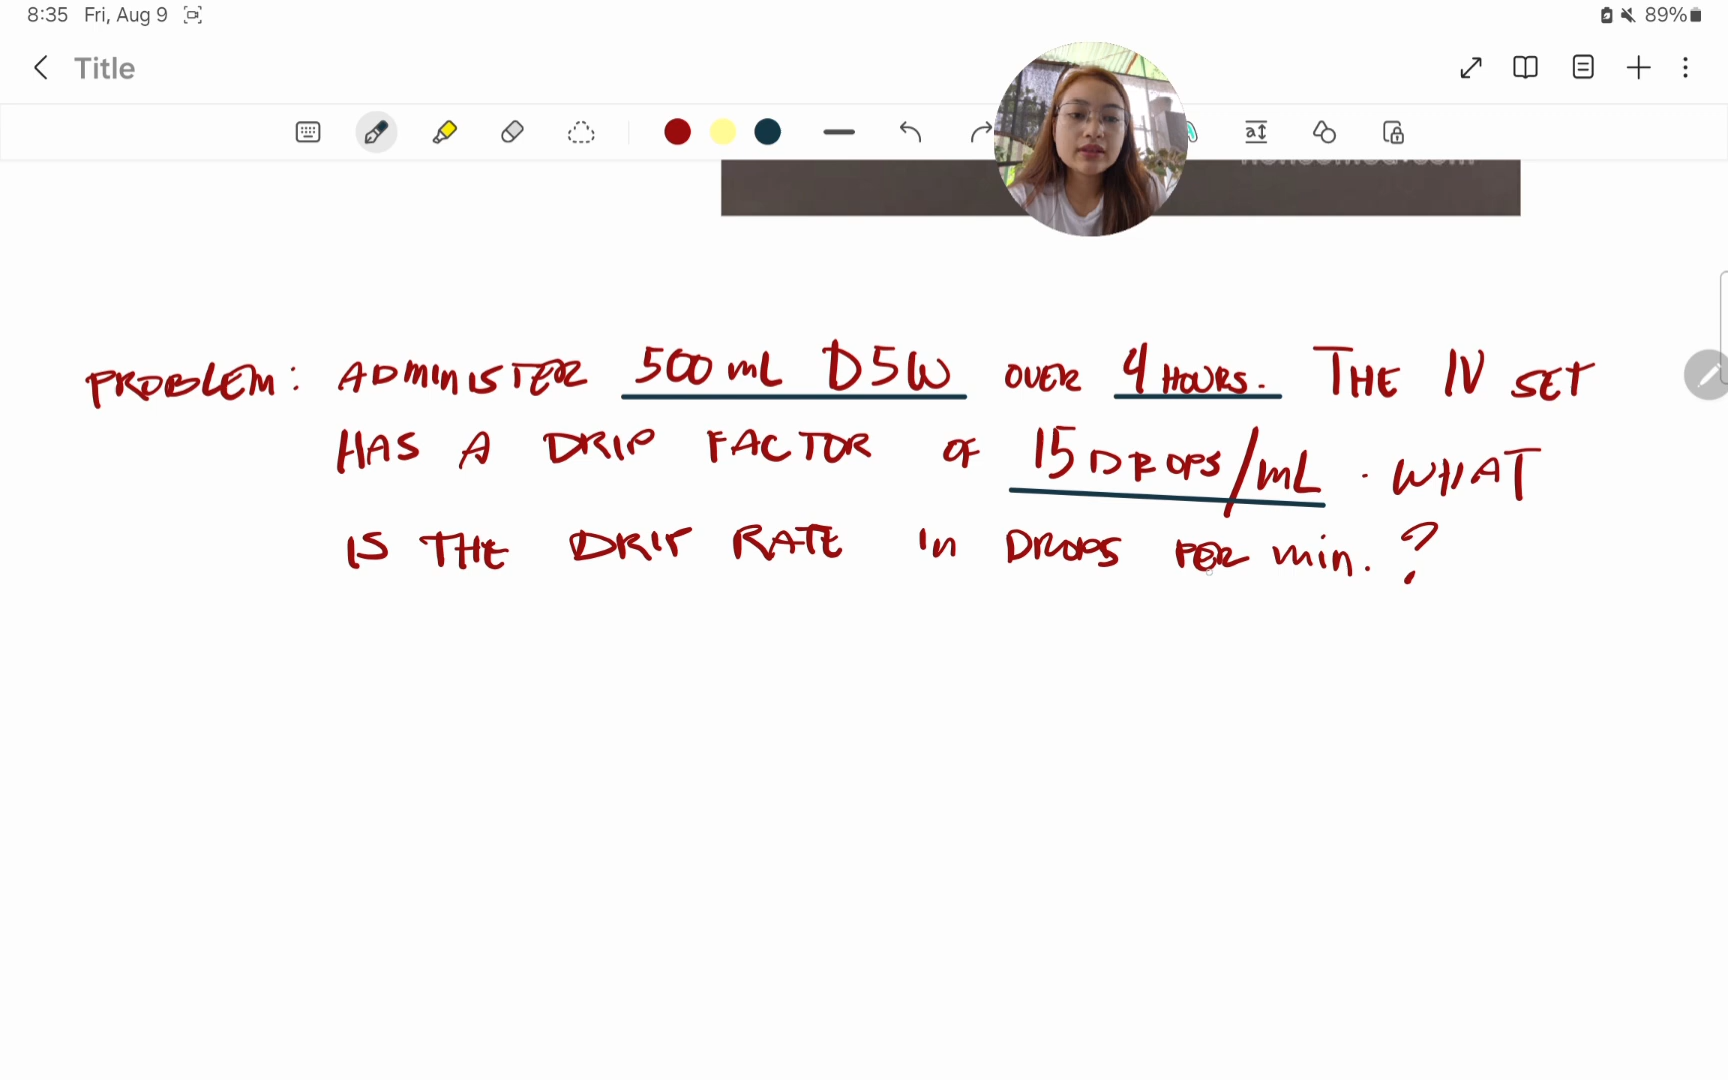 8:35 Fri, Aug 9 89%
Title
PROBLEM: ADMINISTER 500 mL D5W OVER 4 HOURS. THE IV SET
HAS A DRIP FACTOR OF 15 DROPS/mL. WHAT
IS THE DRIP RATE In DROPS PER min.?